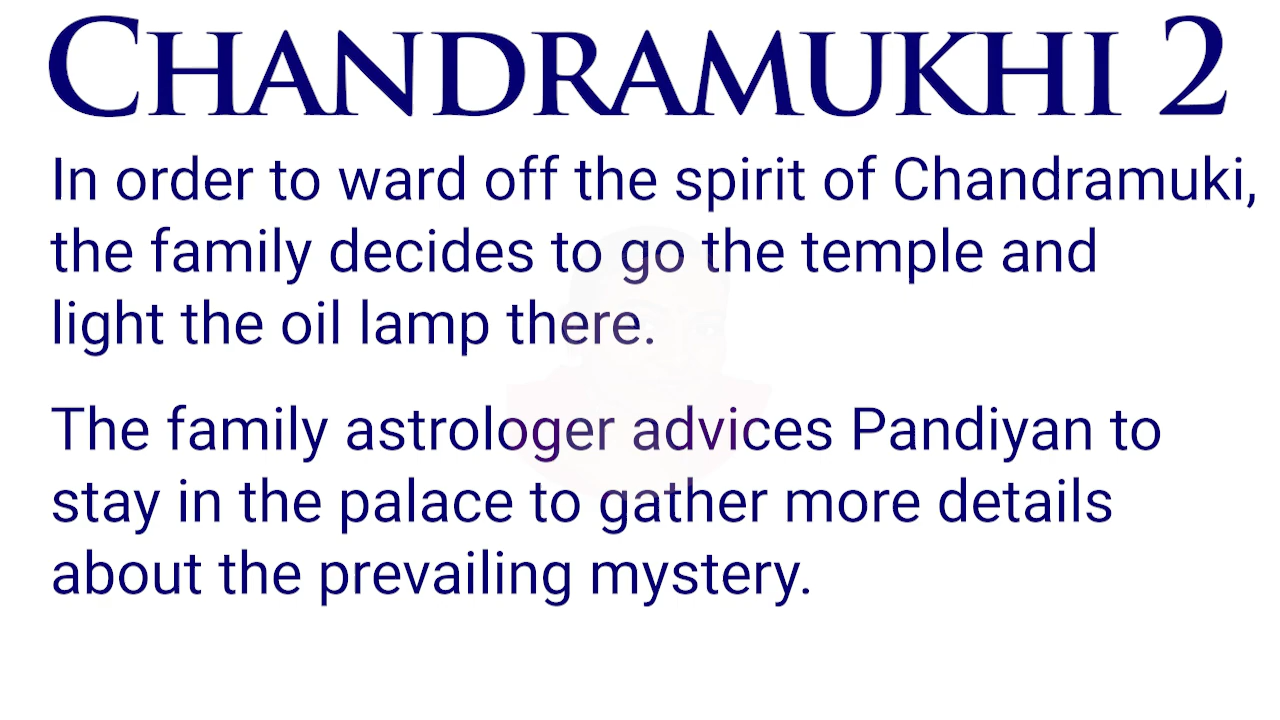 CHANDRAMUKHI 2
In order to ward off the spirit of Chandramuki,
the family decides to go the temple and
light the oil lamp there.
The family astrologer advices Pandiyan to
stay in the palace to gather more details
about the prevailing mystery.